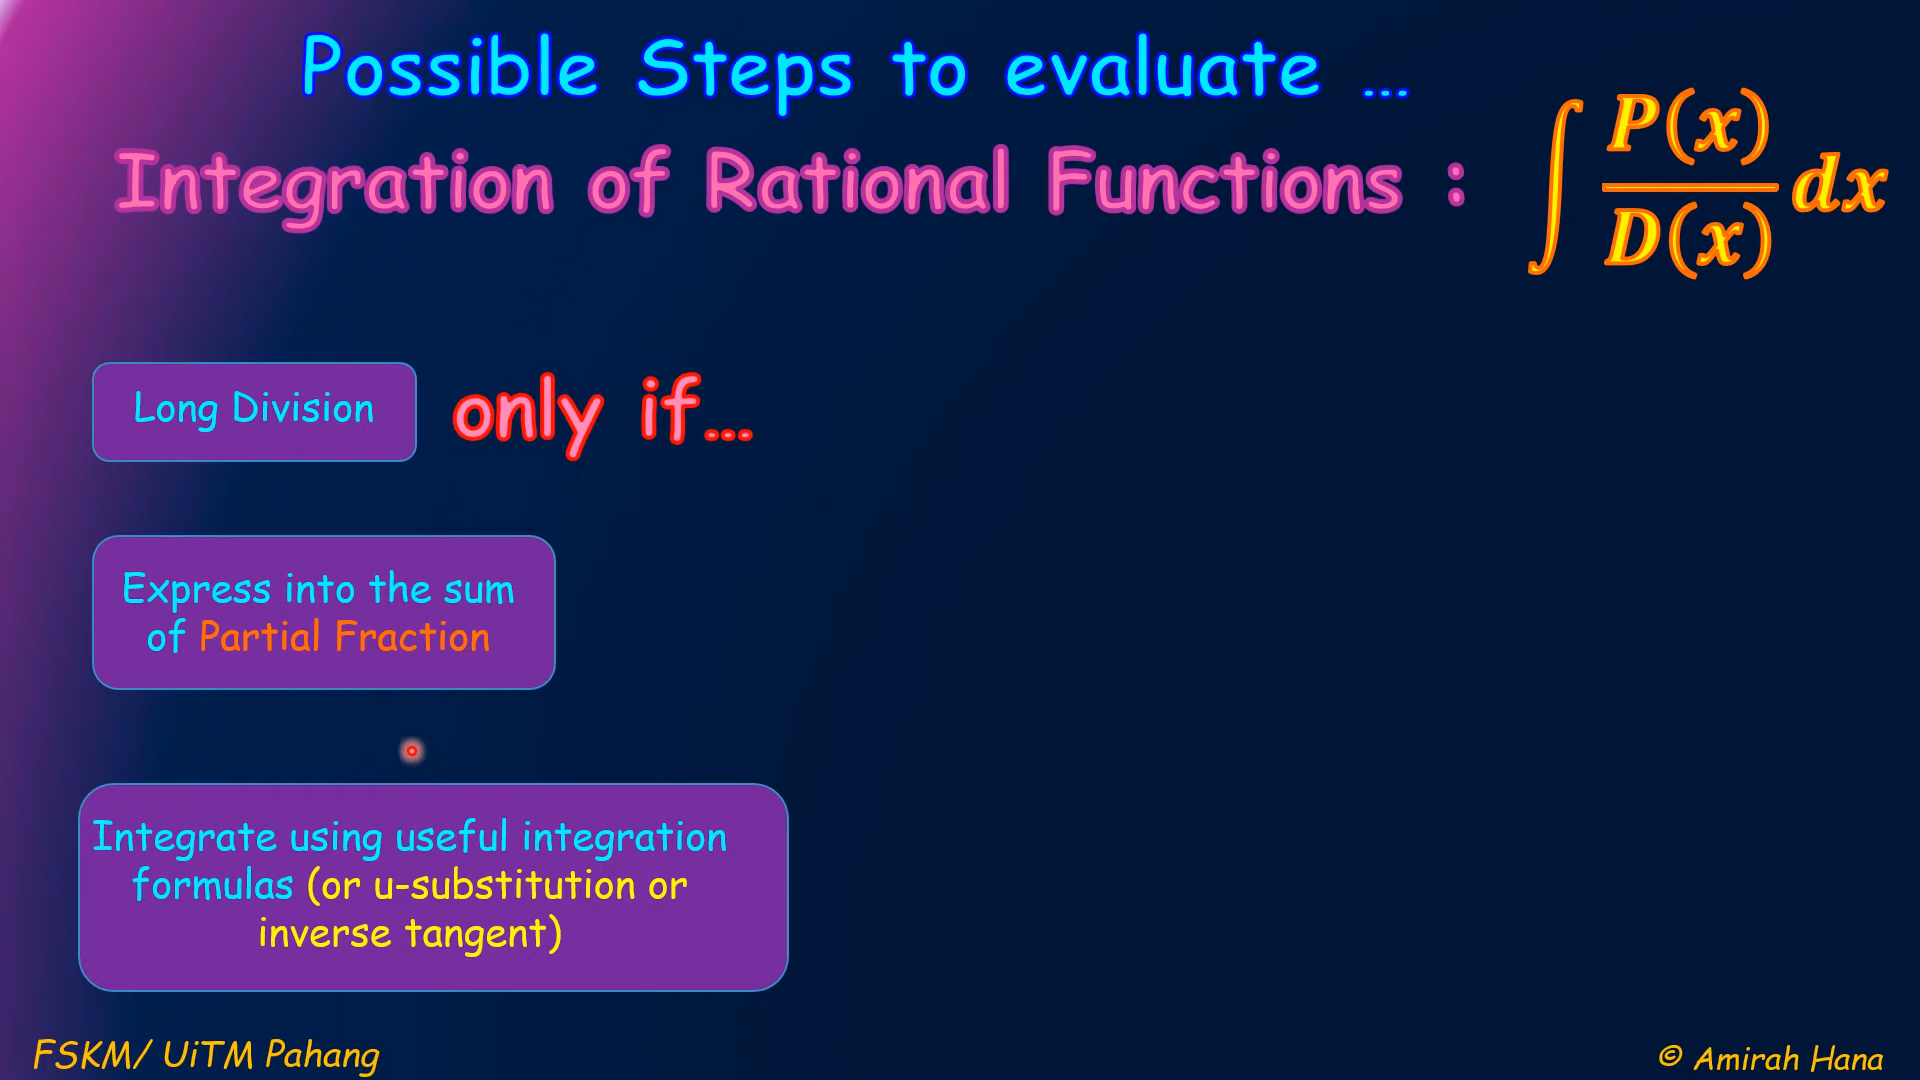 Possible Steps to evaluate ...
Integration of Rational Functions :
∫ P(x)/D(x) dx
Long Division
only if...
Express into the sum
of Partial Fraction
Integrate using useful integration
formulas (or u-substitution or
inverse tangent)
FSKM/ UiTM Pahang
© Amirah Hana